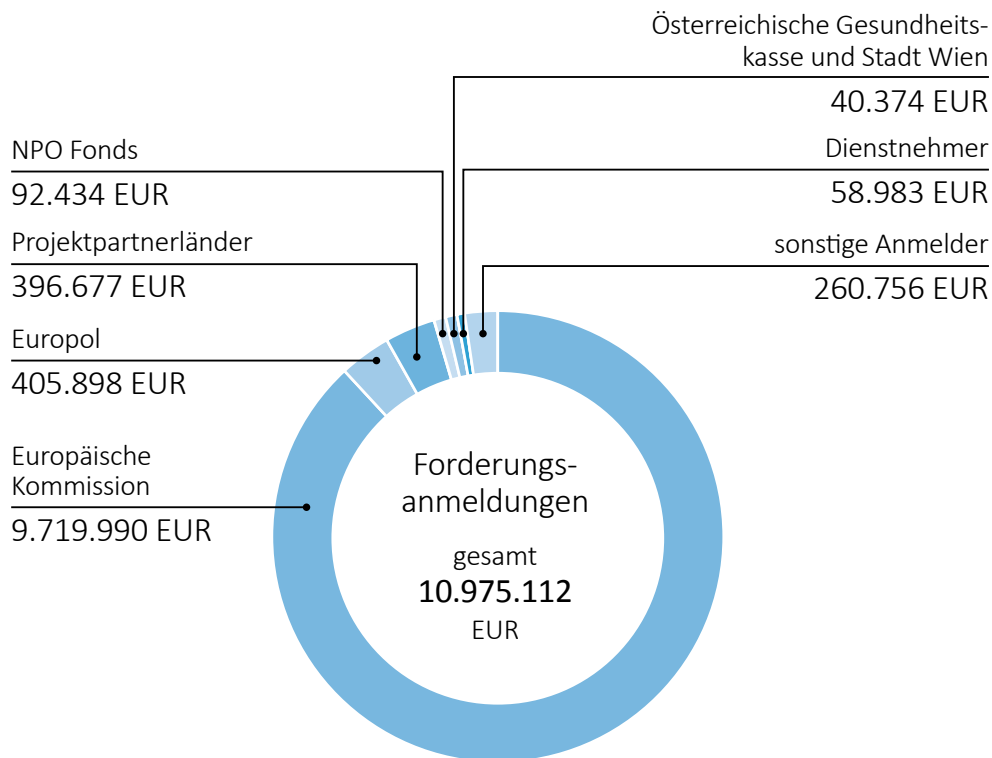 Österreichische Gesundheits-
kasse und Stadt Wien
40.374 EUR
NPO Fonds
92.434 EUR
Dienstnehmer
58.983 EUR
Projektpartnerländer
396.677 EUR
sonstige Anmelder
260.756 EUR
Europol
405.898 EUR
Europäische
Kommission
9.719.990 EUR
Forderungs-
anmeldungen
gesamt
10.975.112
EUR